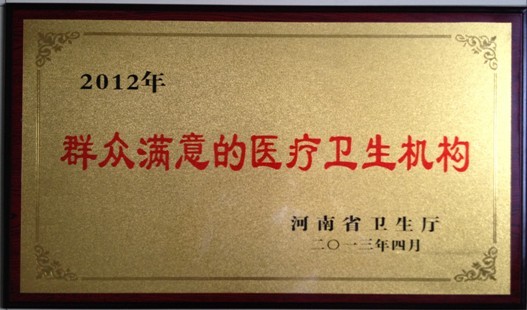 2012年
群众满意的医疗卫生机构
河南省卫生厅
二〇一三年四月